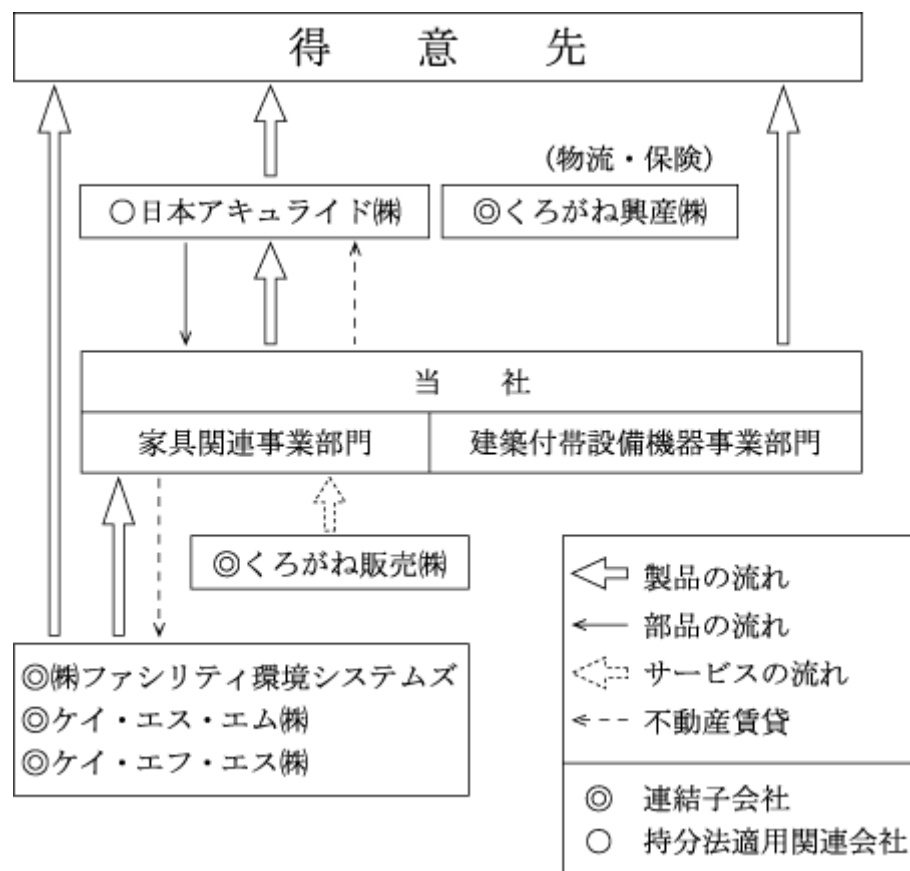 得意先
(物流・保険)
○日本アキュライド㈱
◎くろがね興産㈱
当社
家具関連事業部門
建築付帯設備機器事業部門
◎くろがね販売㈱
◎㈱ファシリティ環境システムズ
◎ケイ・エス・エム㈱
◎ケイ・エフ・エス㈱
製品の流れ
部品の流れ
サービスの流れ
不動産賃貸
◎ 連結子会社
○ 持分法適用関連会社